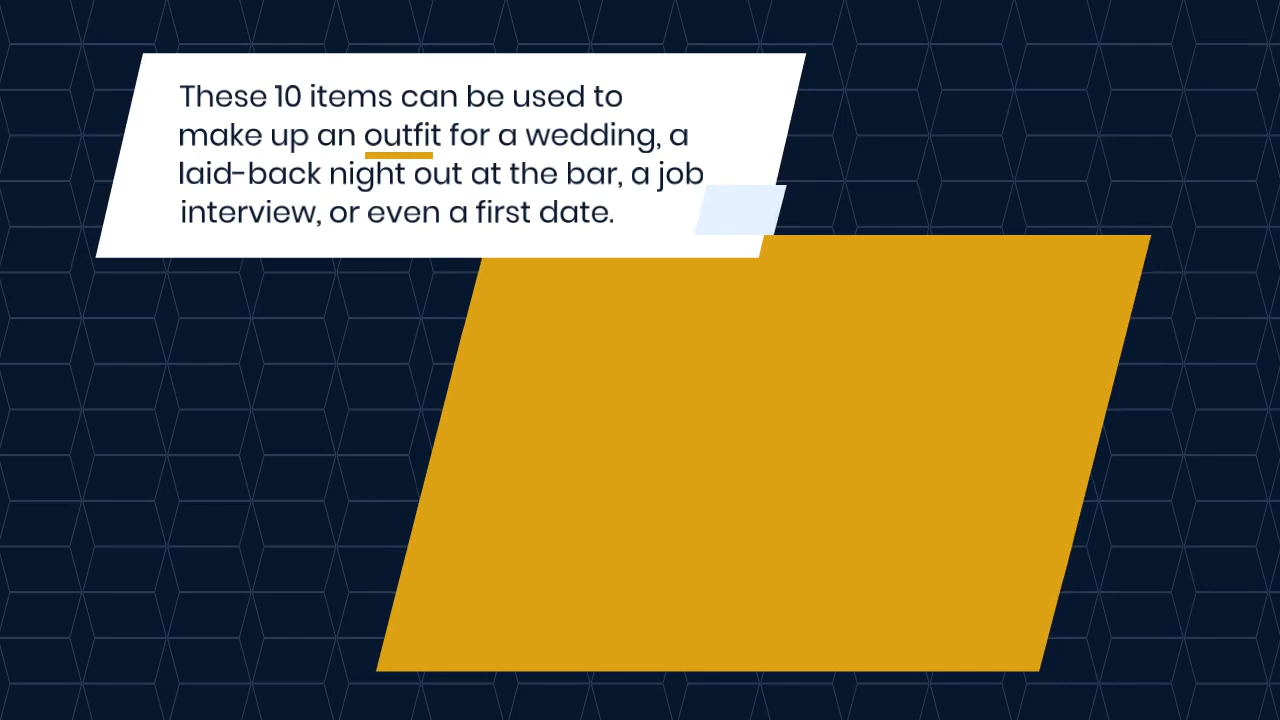 These 10 items can be used to
make up an outfit for a wedding, a
laid-back night out at the bar, a job
interview, or even a first date.